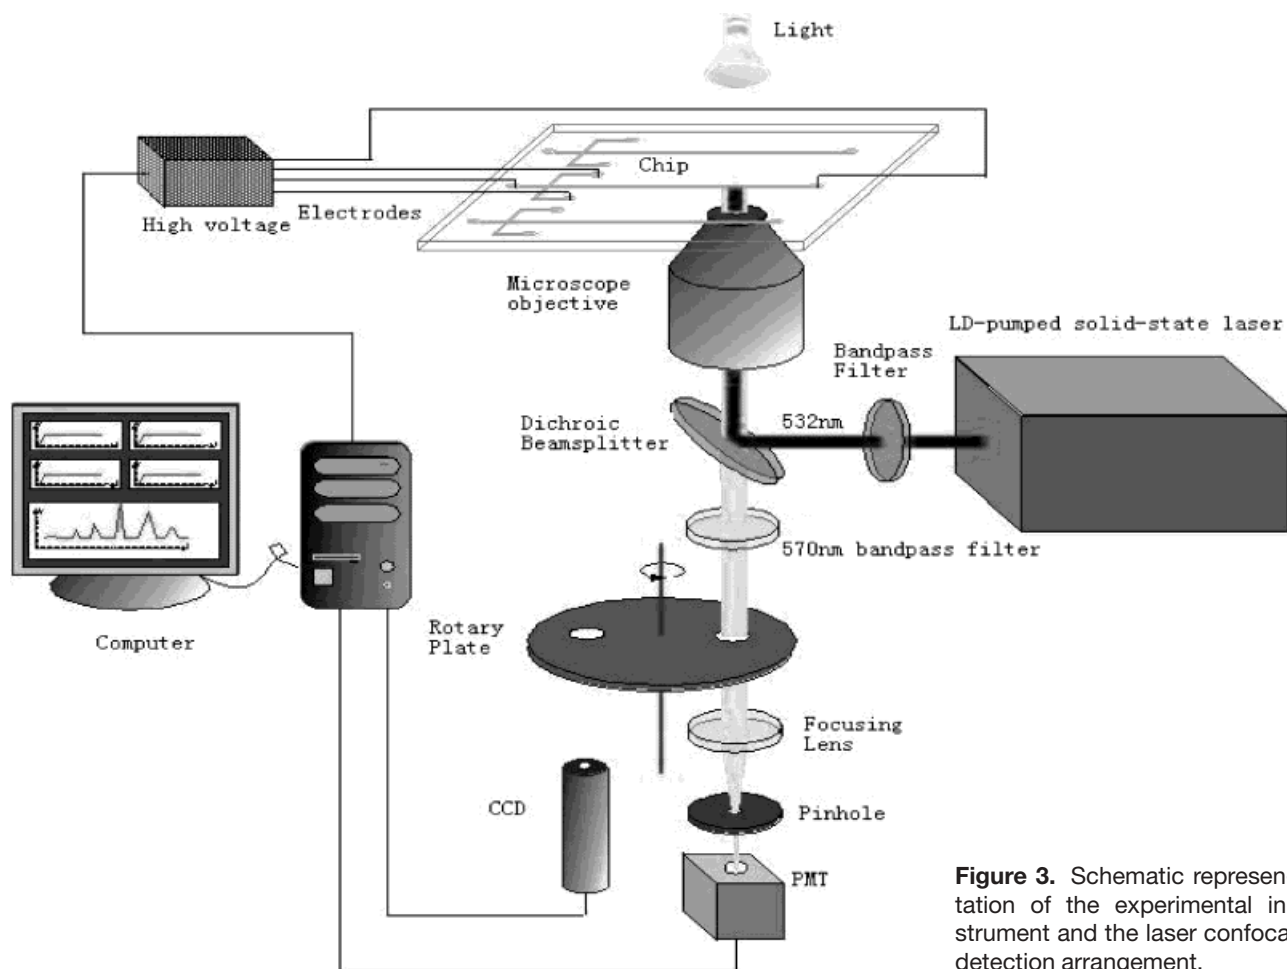 Light
Chip
High voltage
Electrodes
Microscope
objective
LD-pumped solid-state laser
Bandpass
Filter
Dichroic
Beamsplitter
532nm
570nm bandpass filter
Computer
Rotary
Plate
Focusing
Lens
CCD
Pinhole
PMT
Figure 3. Schematic represen-
tation of the experimental in-
strument and the laser confocal
detection arrangement.